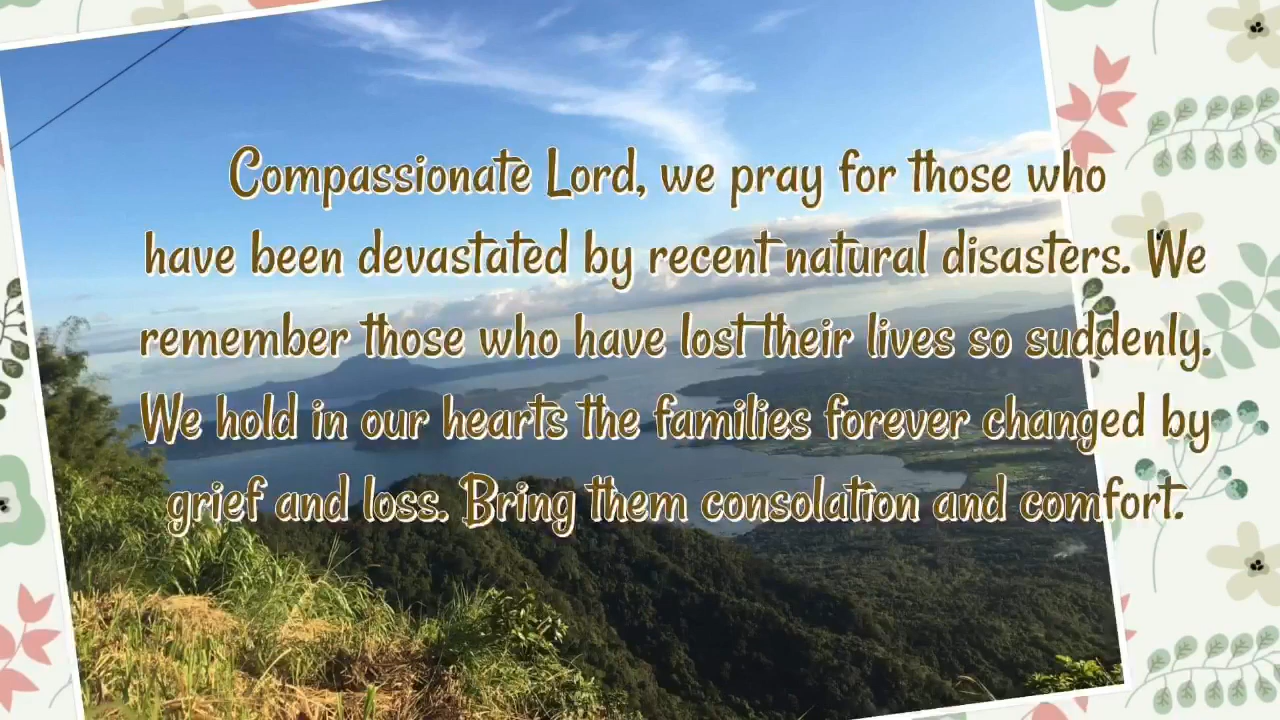 Compassionate Lord, we pray for those who
have been devastated by recent natural disasters. We
remember those who have lost their lives so suddenly.
We hold in our hearts the families forever changed by
grief and loss. Bring them consolation and comfort.